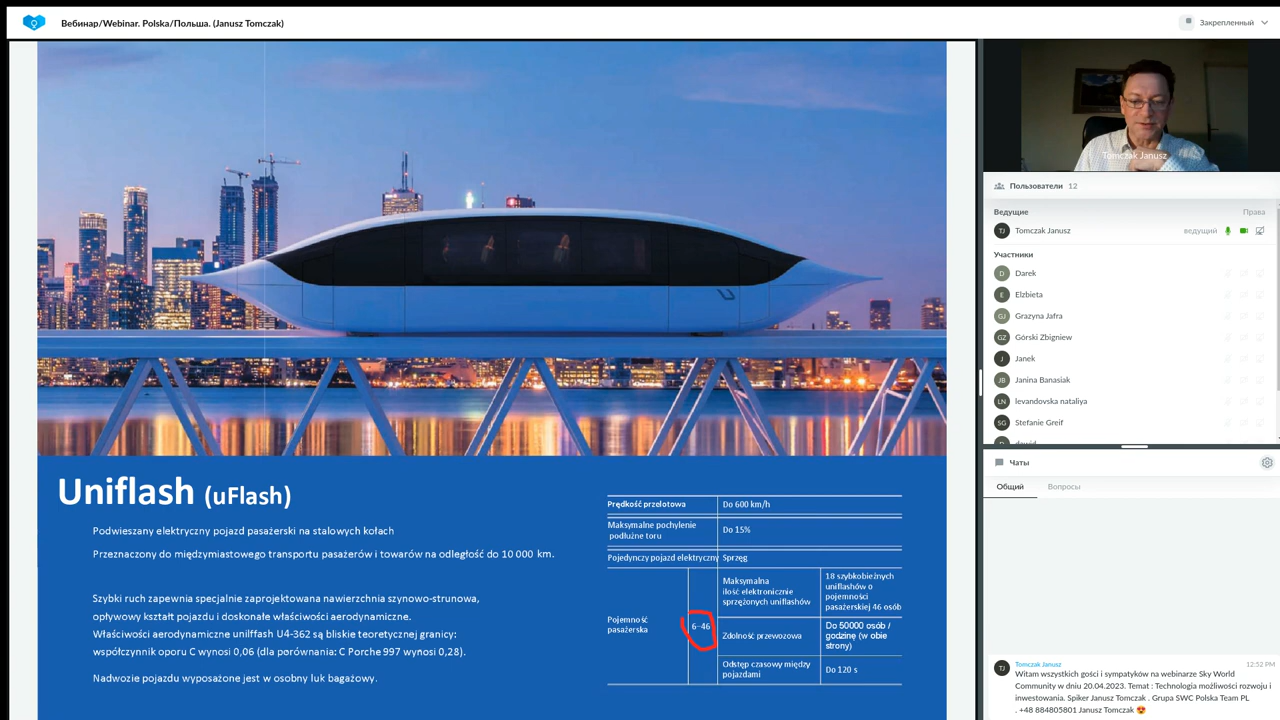 Вебинар/Webinar. Polska/Польша. (Janusz Tomczak)
Закрепленный
Tomczak Janusz
Пользователи 12
Ведущие Права
TJ Tomczak Janusz ведущий
Участники
D Darek
E Elzbieta
GJ Grazyna Jafra
GZ Górski Zbigniew
J Janek
JB Janina Banasiak
LN levandovska nataliya
SG Stefanie Greif
Чаты
Общий Вопросы
TJ Tomczak Janusz 12:52 PM
Witam wszystkich gości i sympatyków na webinarze Sky World
Community w dniu 20.04.2023. Temat : Technologia możliwości rozwoju i
inwestowania. Spiker Janusz Tomczak . Grupa SWC Polska Team PL
. +48 884805801 Janusz Tomczak 😍
Uniflash (uFlash)
Podwieszany elektryczny pojazd pasażerski na stalowych kołach
Przeznaczony do międzymiastowego transportu pasażerów i towarów na odległość do 10 000 km.
Szybki ruch zapewnia specjalnie zaprojektowana nawierzchnia szynowo-strunowa,
opływowy kształt pojazdu i doskonałe właściwości aerodynamiczne.
Właściwości aerodynamiczne unilffash U4-362 są bliskie teoretycznej granicy:
współczynnik oporu C wynosi 0,06 (dla porównania: C Porche 997 wynosi 0,28).
Nadwozie pojazdu wyposażone jest w osobny luk bagażowy.
Prędkość przelotowa Do 600 km/h
Maksymalne pochylenie
podłużne toru
Do 15%
Pojedynczy pojazd elektryczny Sprzęg
Pojemność
pasażerska
6–46
Maksymalna
ilość elektronicznie
sprzężonych uniflashów
18 szybkobieżnych
uniflashów o
pojemności
pasażerskiej 46 osób
Zdolność przewozowa
Do 50000 osób /
godzinę (w obie
strony)
Odstęp czasowy między
pojazdami
Do 120 s